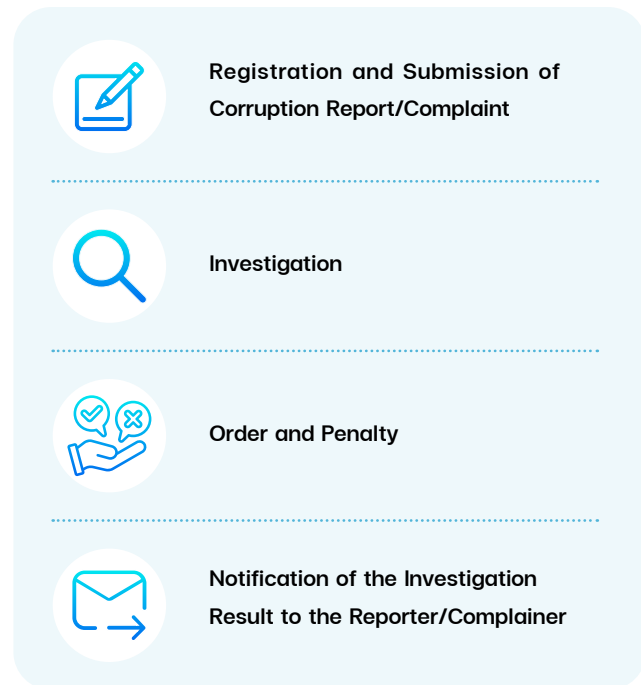 Registration and Submission of
Corruption Report/Complaint
Investigation
Order and Penalty
Notification of the Investigation
Result to the Reporter/Complainer